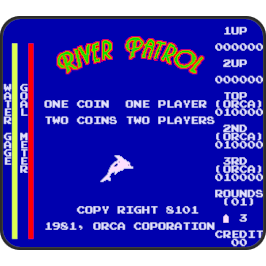 RIVER PATROL
WATER GAGE
GOAL METER
ONE COIN ONE PLAYER
TWO COINS TWO PLAYERS
COPY RIGHT 8101
1981, ORCA COPORATION
1UP
000000
2UP
000000
TOP
(ORCA)
010000
2ND
(ORCA)
010000
3RD
(ORCA)
010000
ROUNDS
(01)
3
CREDIT
00